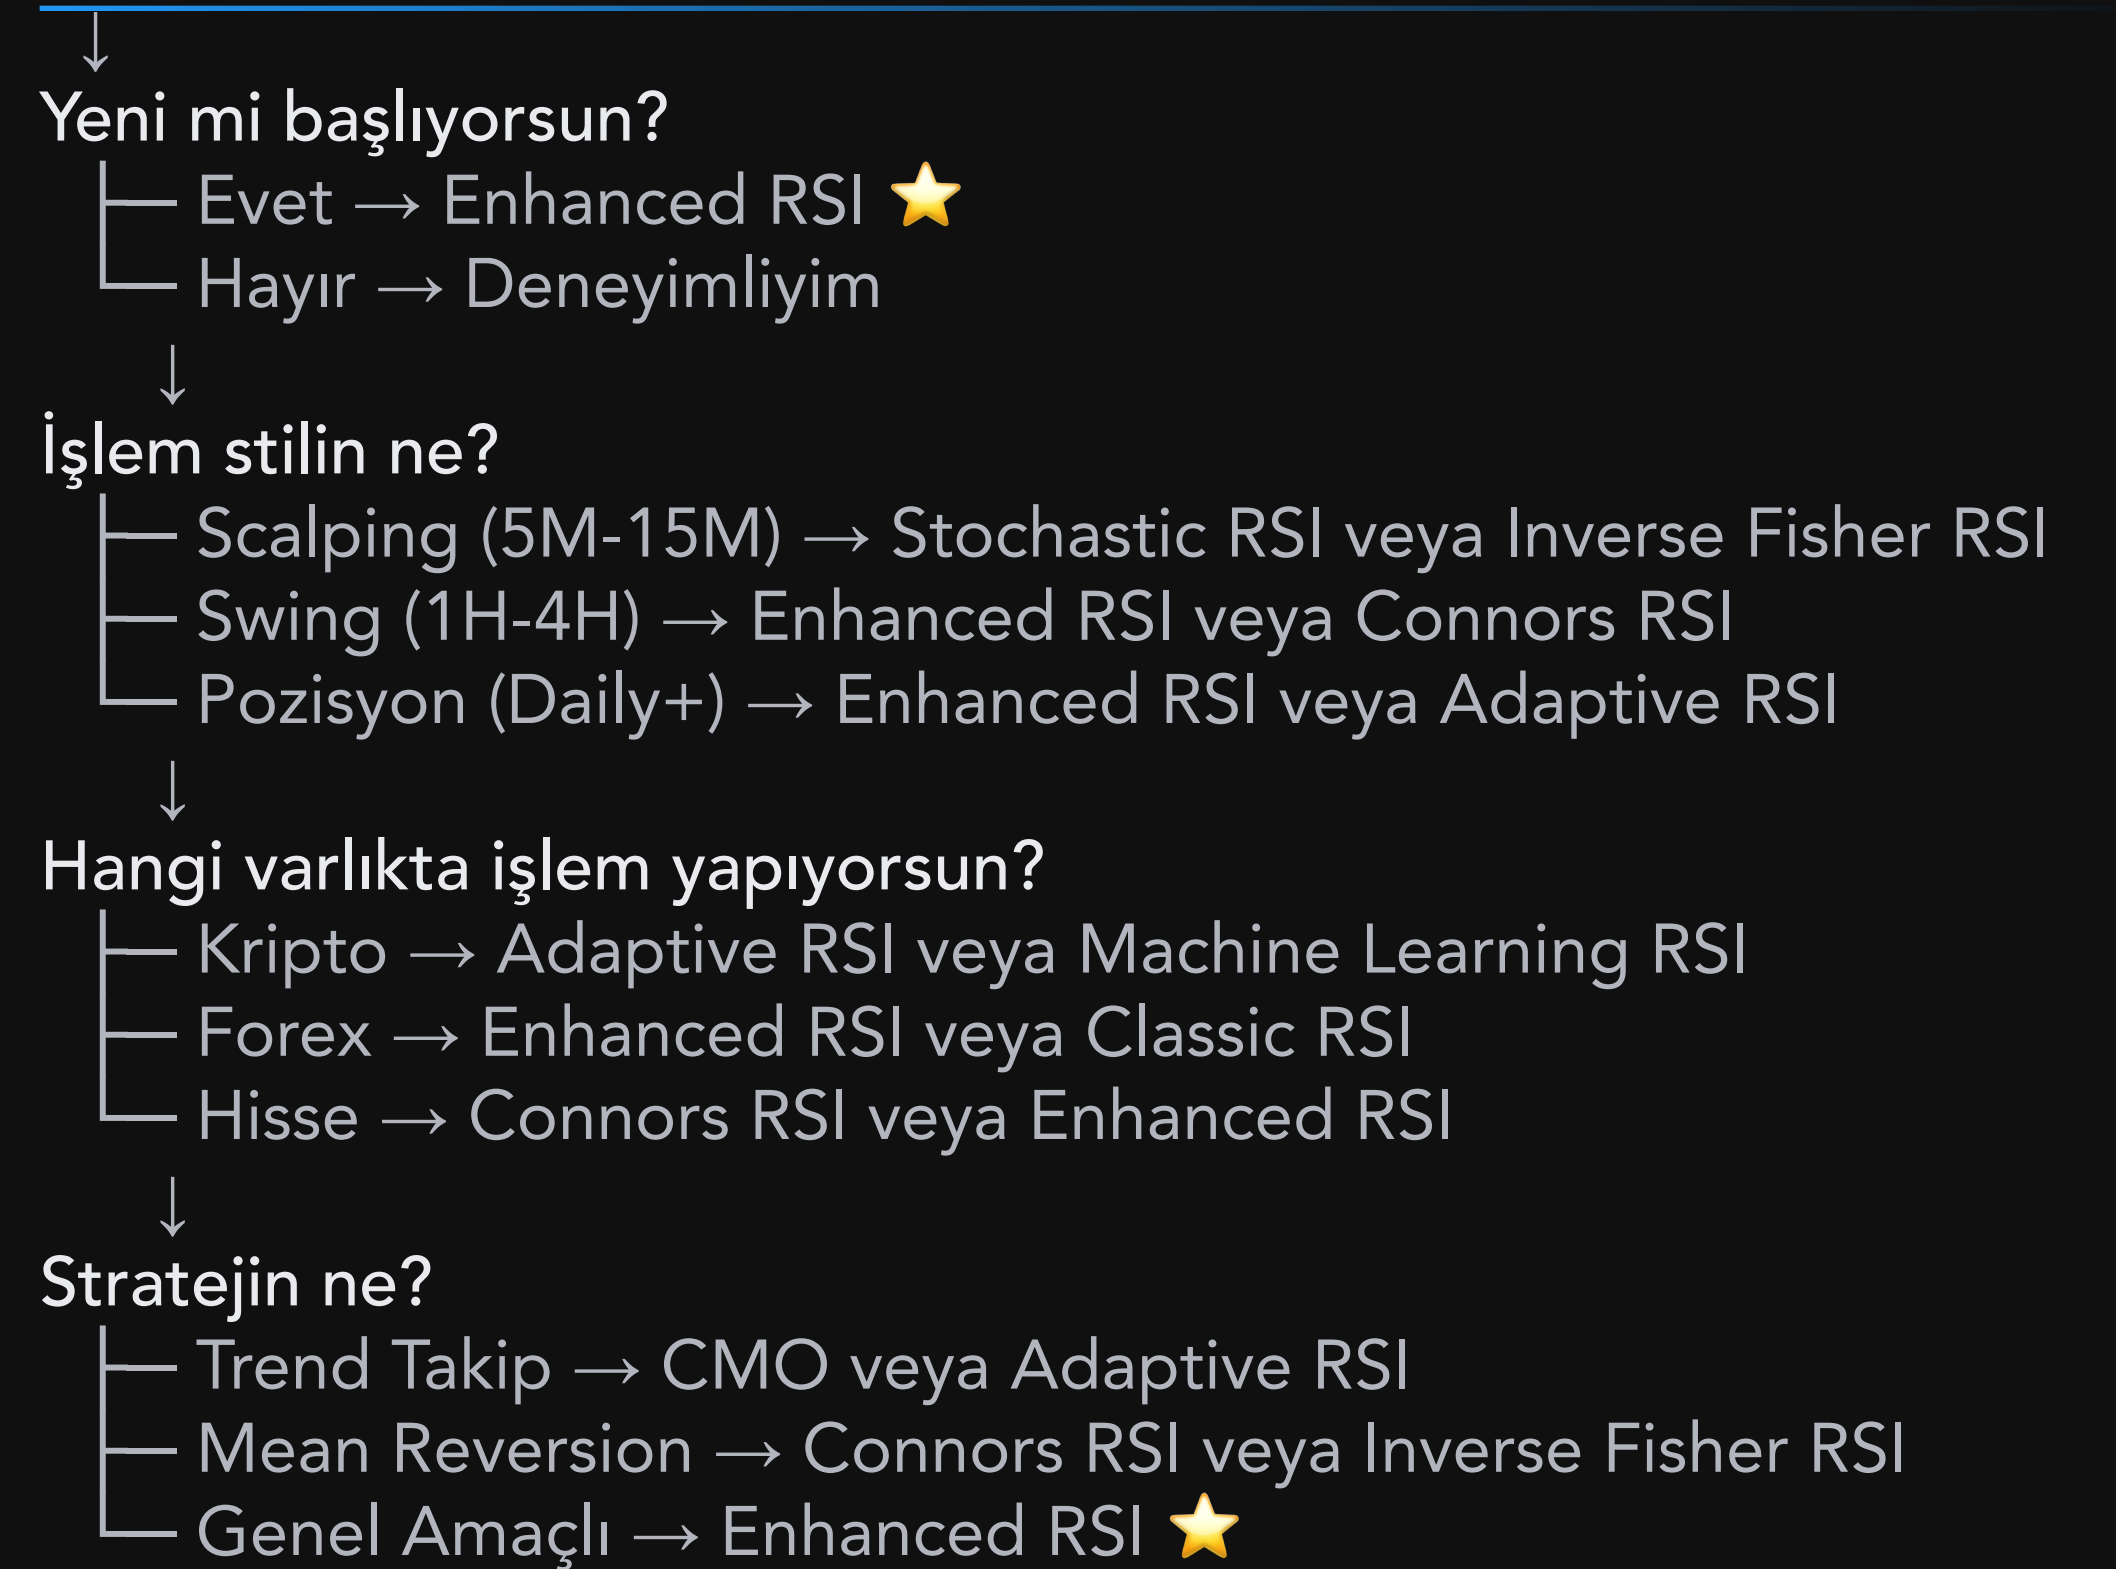 ↓
Yeni mi başlıyorsun?
├── Evet → Enhanced RSI ⭐
└── Hayır → Deneyimliyim
↓
İşlem stilin ne?
├── Scalping (5M-15M) → Stochastic RSI veya Inverse Fisher RSI
├── Swing (1H-4H) → Enhanced RSI veya Connors RSI
└── Pozisyon (Daily+) → Enhanced RSI veya Adaptive RSI
↓
Hangi varlıkta işlem yapıyorsun?
├── Kripto → Adaptive RSI veya Machine Learning RSI
├── Forex → Enhanced RSI veya Classic RSI
└── Hisse → Connors RSI veya Enhanced RSI
↓
Stratejin ne?
├── Trend Takip → CMO veya Adaptive RSI
├── Mean Reversion → Connors RSI veya Inverse Fisher RSI
└── Genel Amaçlı → Enhanced RSI ⭐